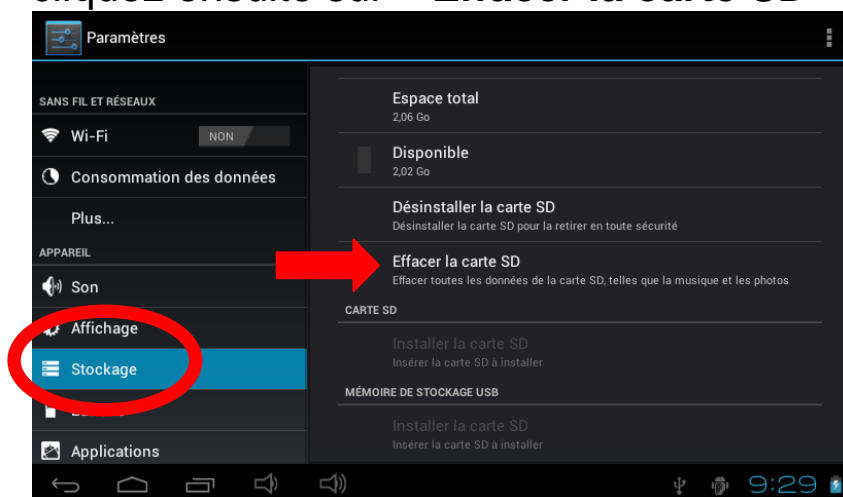 Paramètres
SANS FIL ET RÉSEAUX
Wi-Fi NON
Consommation des données
Plus...
APPAREIL
Son
Affichage
Stockage
Applications
Espace total
2,06 Go
Disponible
2,02 Go
Désinstaller la carte SD
Désinstaller la carte SD pour la retirer en toute sécurité
Effacer la carte SD
Effacer toutes les données de la carte SD, telles que la musique et les photos
CARTE SD
Installer la carte SD
Insérer la carte SD à installer
MÉMOIRE DE STOCKAGE USB
Installer la carte SD
Insérer la carte SD à installer
9:29